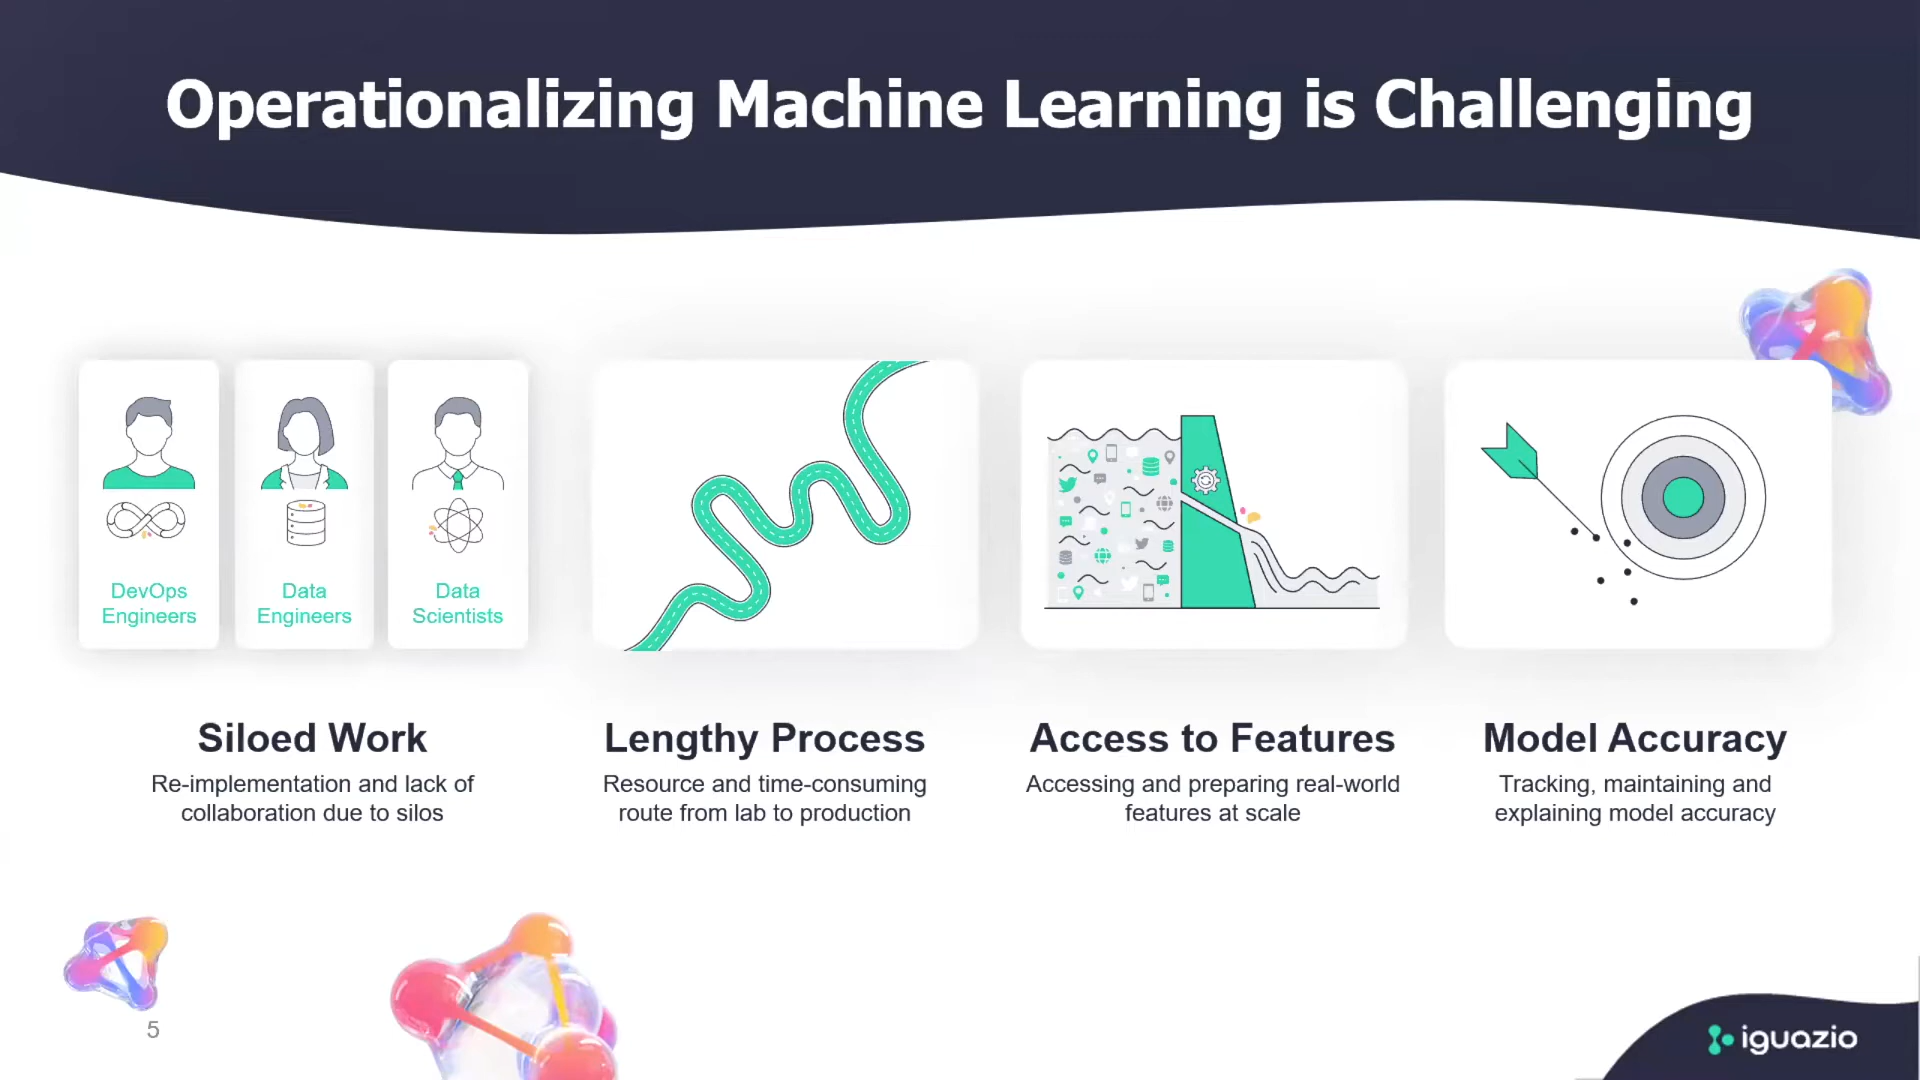 Operationalizing Machine Learning is Challenging
DevOps
Engineers
Data
Engineers
Data
Scientists
Siloed Work
Re-implementation and lack of
collaboration due to silos
Lengthy Process
Resource and time-consuming
route from lab to production
Access to Features
Accessing and preparing real-world
features at scale
Model Accuracy
Tracking, maintaining and
explaining model accuracy
5
iguazio